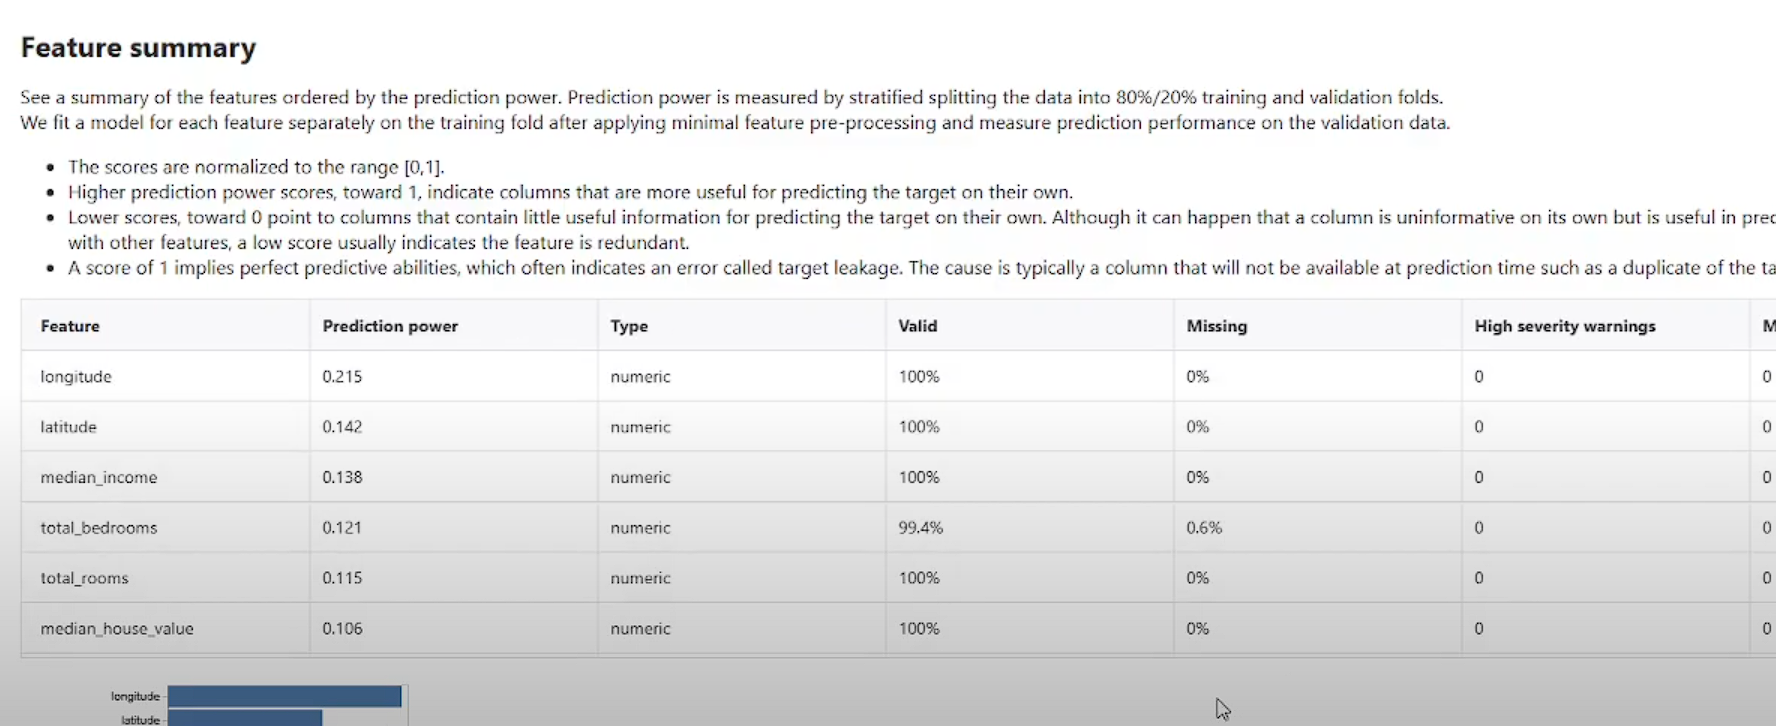 Feature summary
See a summary of the features ordered by the prediction power. Prediction power is measured by stratified splitting the data into 80%/20% training and validation folds.
We fit a model for each feature separately on the training fold after applying minimal feature pre-processing and measure prediction performance on the validation data.
• The scores are normalized to the range [0,1].
• Higher prediction power scores, toward 1, indicate columns that are more useful for predicting the target on their own.
• Lower scores, toward 0 point to columns that contain little useful information for predicting the target on their own. Although it can happen that a column is uninformative on its own but is useful in
with other features, a low score usually indicates the feature is redundant.
• A score of 1 implies perfect predictive abilities, which often indicates an error called target leakage. The cause is typically a column that will not be available at prediction time such as a duplicate of the
Feature Prediction power Type Valid Missing High severity warnings
longitude 0.215 numeric 100% 0% 0 0
latitude 0.142 numeric 100% 0% 0 0
median_income 0.138 numeric 100% 0% 0 0
total_bedrooms 0.121 numeric 99.4% 0.6% 0 0
total_rooms 0.115 numeric 100% 0% 0 0
median_house_value 0.106 numeric 100% 0% 0 0
longitude
latitude